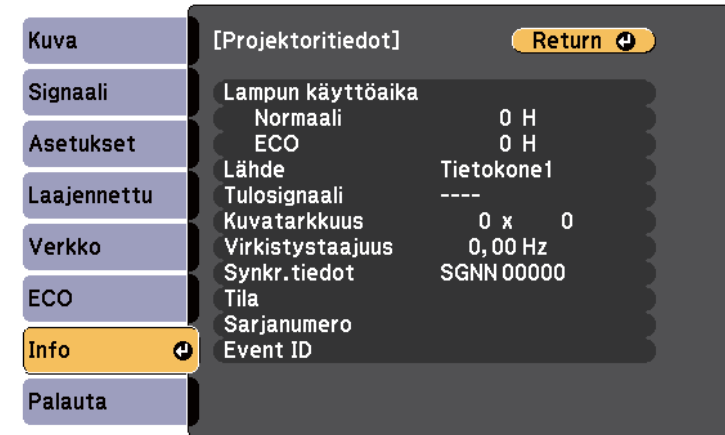 Kuva
Signaali
Asetukset
Laajennettu
Verkko
ECO
Info
Palauta
[Projektoritiedot] Return
Lampun käyttöaika
Normaali 0 H
ECO 0 H
Lähde Tietokone1
Tulosignaali ----
Kuvatarkkuus 0 x 0
Virkistystaajuus 0,00 Hz
Synkr.tiedot SGNN 00000
Tila
Sarjanumero
Event ID